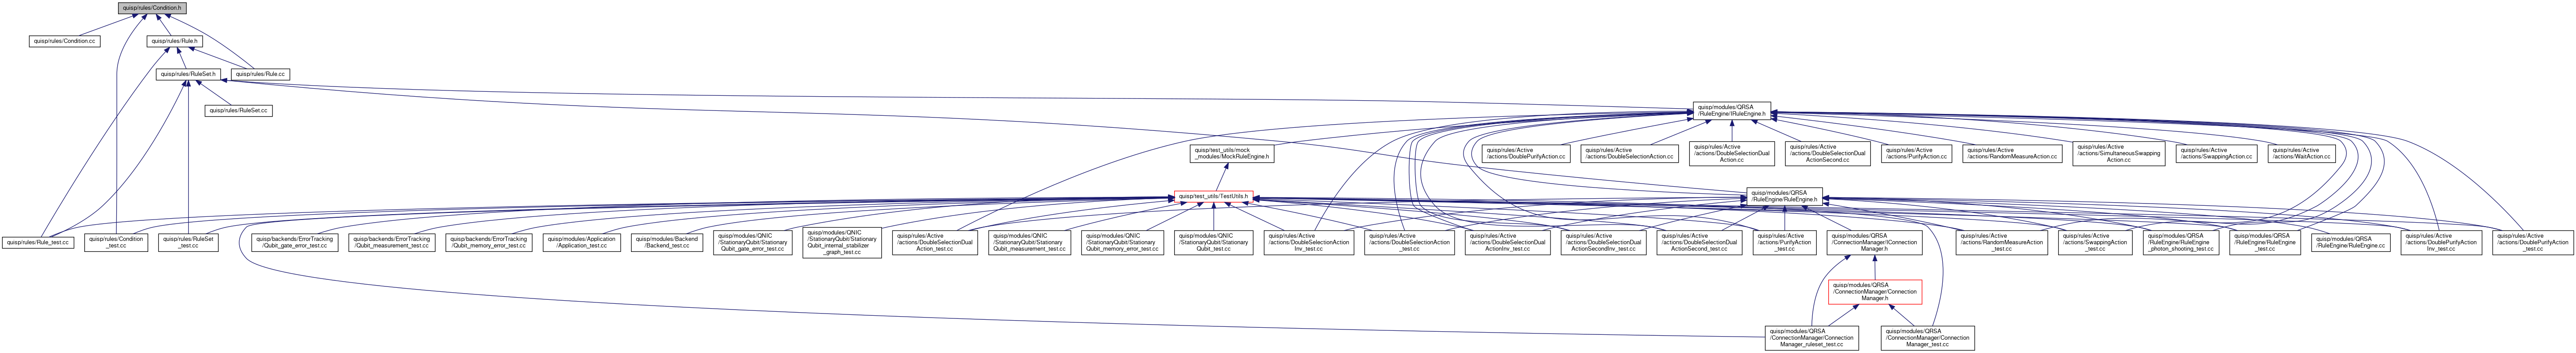 quisp/rules/Condition.h
quisp/rules/Condition.cc
quisp/rules/Rule.h
quisp/rules/RuleSet.h
quisp/rules/Rule.cc
quisp/rules/RuleSet.cc
quisp/modules/QRSA
/RuleEngine/IRuleEngine.h
quisp/test_utils/mock
_modules/MockRuleEngine.h
quisp/rules/Active
/actions/DoublePurifyAction.cc
quisp/rules/Active
/actions/DoubleSelectionAction.cc
quisp/rules/Active
/actions/DoubleSelectionDual
Action.cc
quisp/rules/Active
/actions/DoubleSelectionDual
ActionSecond.cc
quisp/rules/Active
/actions/PurifyAction.cc
quisp/rules/Active
/actions/RandomMeasureAction.cc
quisp/rules/Active
/actions/SimultaneousSwapping
Action.cc
quisp/rules/Active
/actions/SwappingAction.cc
quisp/rules/Active
/actions/WaitAction.cc
quisp/test_utils/TestUtils.h
quisp/modules/QRSA
/RuleEngine/RuleEngine.h
quisp/rules/Rule_test.cc
quisp/rules/Condition
_test.cc
quisp/rules/RuleSet
_test.cc
quisp/backends/ErrorTracking
/Qubit_gate_error_test.cc
quisp/backends/ErrorTracking
/Qubit_measurement_test.cc
quisp/backends/ErrorTracking
/Qubit_memory_error_test.cc
quisp/modules/Application
/Application_test.cc
quisp/modules/Backend
/Backend_test.cc
quisp/modules/QNIC
/StationaryQubit/Stationary
Qubit_gate_error_test.cc
quisp/modules/QNIC
/StationaryQubit/Stationary
Qubit_internal_stabilizer
_graph_test.cc
quisp/rules/Active
/actions/DoubleSelectionDual
Action_test.cc
quisp/modules/QNIC
/StationaryQubit/Stationary
Qubit_measurement_test.cc
quisp/modules/QNIC
/StationaryQubit/Stationary
Qubit_memory_error_test.cc
quisp/modules/QNIC
/StationaryQubit/Stationary
Qubit_test.cc
quisp/rules/Active
/actions/DoubleSelectionAction
Inv_test.cc
quisp/rules/Active
/actions/DoubleSelectionAction
_test.cc
quisp/rules/Active
/actions/DoubleSelectionDual
ActionInv_test.cc
quisp/rules/Active
/actions/DoubleSelectionDual
ActionSecondInv_test.cc
quisp/rules/Active
/actions/DoubleSelectionDual
ActionSecond_test.cc
quisp/rules/Active
/actions/PurifyAction
_test.cc
quisp/modules/QRSA
/ConnectionManager/IConnection
Manager.h
quisp/rules/Active
/actions/RandomMeasureAction
_test.cc
quisp/rules/Active
/actions/SwappingAction
_test.cc
quisp/modules/QRSA
/RuleEngine/RuleEngine
_photon_shooting_test.cc
quisp/modules/QRSA
/RuleEngine/RuleEngine
_test.cc
quisp/modules/QRSA
/RuleEngine/RuleEngine.cc
quisp/rules/Active
/actions/DoublePurifyAction
Inv_test.cc
quisp/rules/Active
/actions/DoublePurifyAction
_test.cc
quisp/modules/QRSA
/ConnectionManager/Connection
Manager.h
quisp/modules/QRSA
/ConnectionManager/Connection
Manager_ruleset_test.cc
quisp/modules/QRSA
/ConnectionManager/Connection
Manager_test.cc